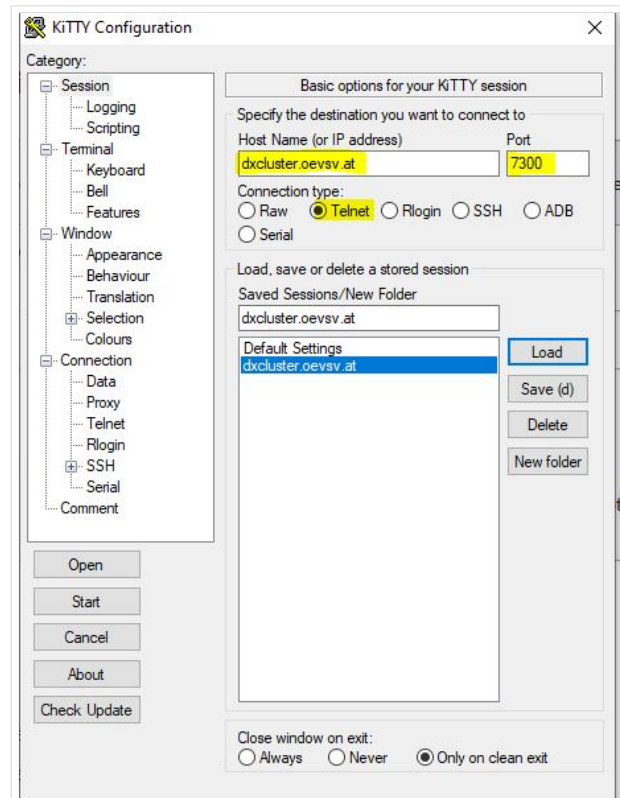 KiTTY Configuration
Category:
Session
Logging
Scripting
Terminal
Keyboard
Bell
Features
Window
Appearance
Behaviour
Translation
Selection
Colours
Connection
Data
Proxy
Telnet
Rlogin
SSH
Serial
Comment
Open
Start
Cancel
About
Check Update
Basic options for your KiTTY session
Specify the destination you want to connect to
Host Name (or IP address) Port
dxcluster.oevsv.at 7300
Connection type:
Raw Telnet Rlogin SSH ADB
Serial
Load, save or delete a stored session
Saved Sessions/New Folder
dxcluster.oevsv.at
Default Settings
dxcluster.oevsv.at
Load
Save (d)
Delete
New folder
Close window on exit:
Always Never Only on clean exit